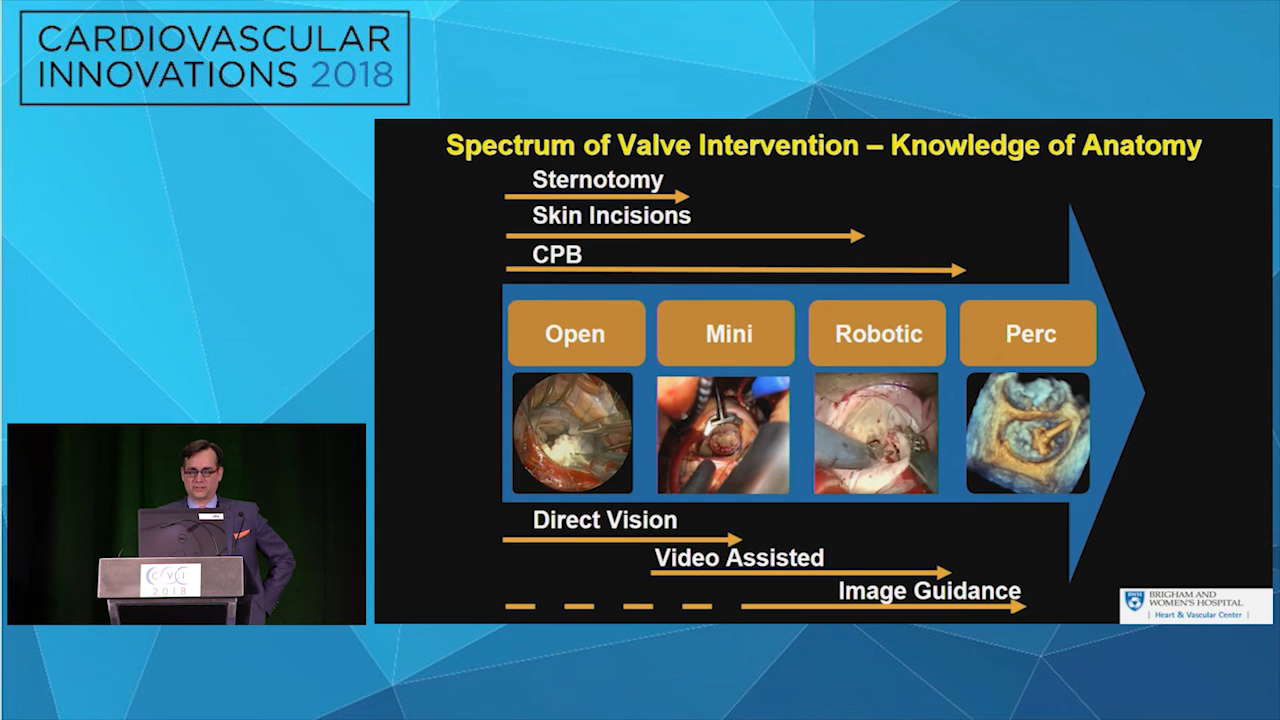 CARDIOVASCULAR
INNOVATIONS 2018
Spectrum of Valve Intervention – Knowledge of Anatomy
Sternotomy
Skin Incisions
CPB
Open
Mini
Robotic
Perc
Direct Vision
Video Assisted
Image Guidance
BWH
BRIGHAM AND
WOMEN'S HOSPITAL
Heart & Vascular Center
CVI
2018